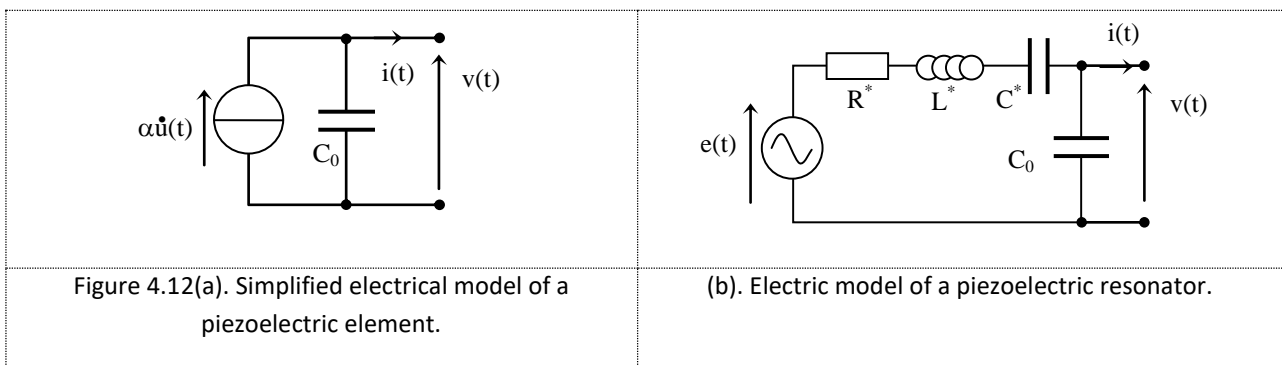 αu̇(t)
C₀
i(t)
v(t)
e(t)
R*
L*
C*
C₀
i(t)
v(t)
Figure 4.12(a). Simplified electrical model of a
piezoelectric element.
(b). Electric model of a piezoelectric resonator.